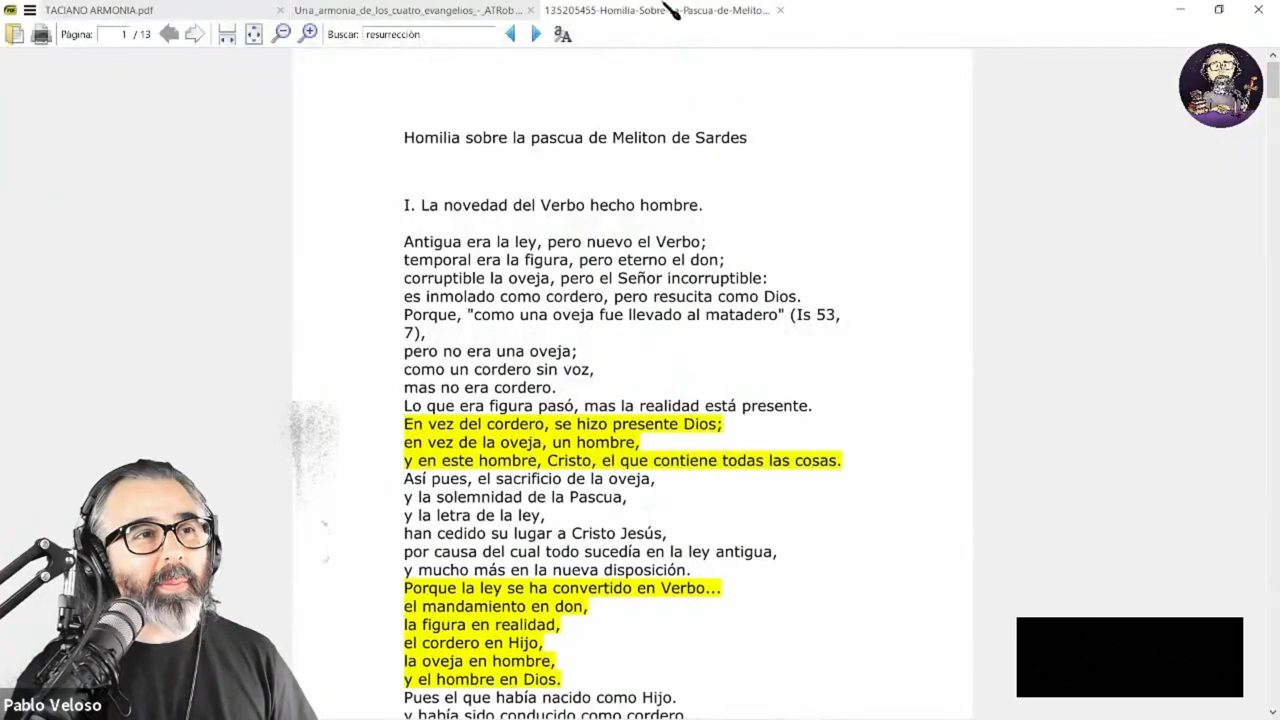 TACIANO ARMONIA.pdf
Una_armonia_de_los_cuatro_evangelios_-_ATRob...
135205455-Homilia-Sobre-La-Pascua-de-Melito...
Página: 1 / 13
Buscar: resurrección
Homilia sobre la pascua de Meliton de Sardes
I. La novedad del Verbo hecho hombre.
Antigua era la ley, pero nuevo el Verbo;
temporal era la figura, pero eterno el don;
corruptible la oveja, pero el Señor incorruptible:
es inmolado como cordero, pero resucita como Dios.
Porque, "como una oveja fue llevado al matadero" (Is 53,
7),
pero no era una oveja;
como un cordero sin voz,
mas no era cordero.
Lo que era figura pasó, mas la realidad está presente.
En vez del cordero, se hizo presente Dios;
en vez de la oveja, un hombre,
y en este hombre, Cristo, el que contiene todas las cosas.
Así pues, el sacrificio de la oveja,
y la solemnidad de la Pascua,
y la letra de la ley,
han cedido su lugar a Cristo Jesús,
por causa del cual todo sucedía en la ley antigua,
y mucho más en la nueva disposición.
Porque la ley se ha convertido en Verbo...
el mandamiento en don,
la figura en realidad,
el cordero en Hijo,
la oveja en hombre,
y el hombre en Dios.
Pues el que había nacido como Hijo.
y había sido conducido como cordero
Pablo Veloso